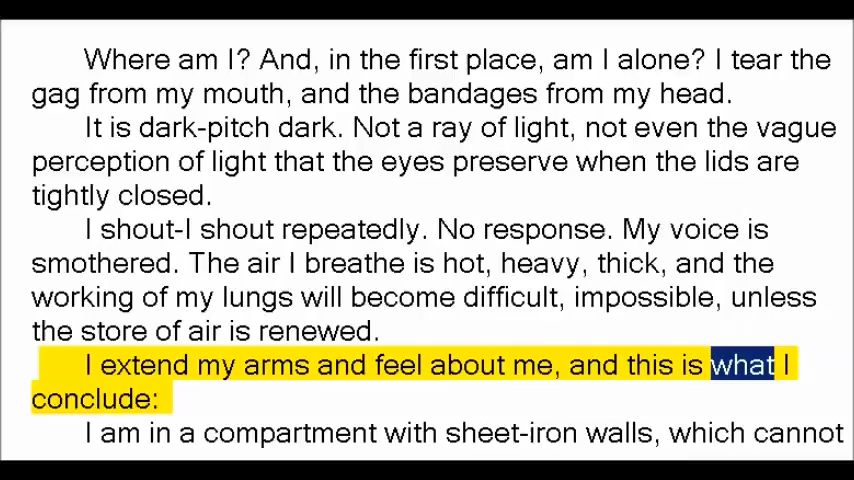 Where am I? And, in the first place, am I alone? I tear the
gag from my mouth, and the bandages from my head.
It is dark-pitch dark. Not a ray of light, not even the vague
perception of light that the eyes preserve when the lids are
tightly closed.
I shout-I shout repeatedly. No response. My voice is
smothered. The air I breathe is hot, heavy, thick, and the
working of my lungs will become difficult, impossible, unless
the store of air is renewed.
I extend my arms and feel about me, and this is what I
conclude:
I am in a compartment with sheet-iron walls, which cannot